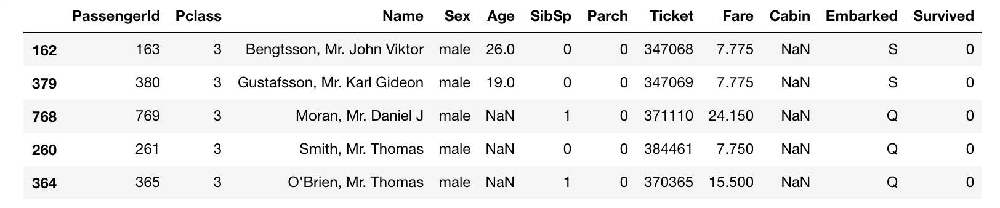 PassengerId Pclass Name Sex Age SibSp Parch Ticket Fare Cabin Embarked Survived
162 163 3 Bengtsson, Mr. John Viktor male 26.0 0 0 347068 7.775 NaN S 0
379 380 3 Gustafsson, Mr. Karl Gideon male 19.0 0 0 347069 7.775 NaN S 0
768 769 3 Moran, Mr. Daniel J male NaN 1 0 371110 24.150 NaN Q 0
260 261 3 Smith, Mr. Thomas male NaN 0 0 384461 7.750 NaN Q 0
364 365 3 O'Brien, Mr. Thomas male NaN 1 0 370365 15.500 NaN Q 0